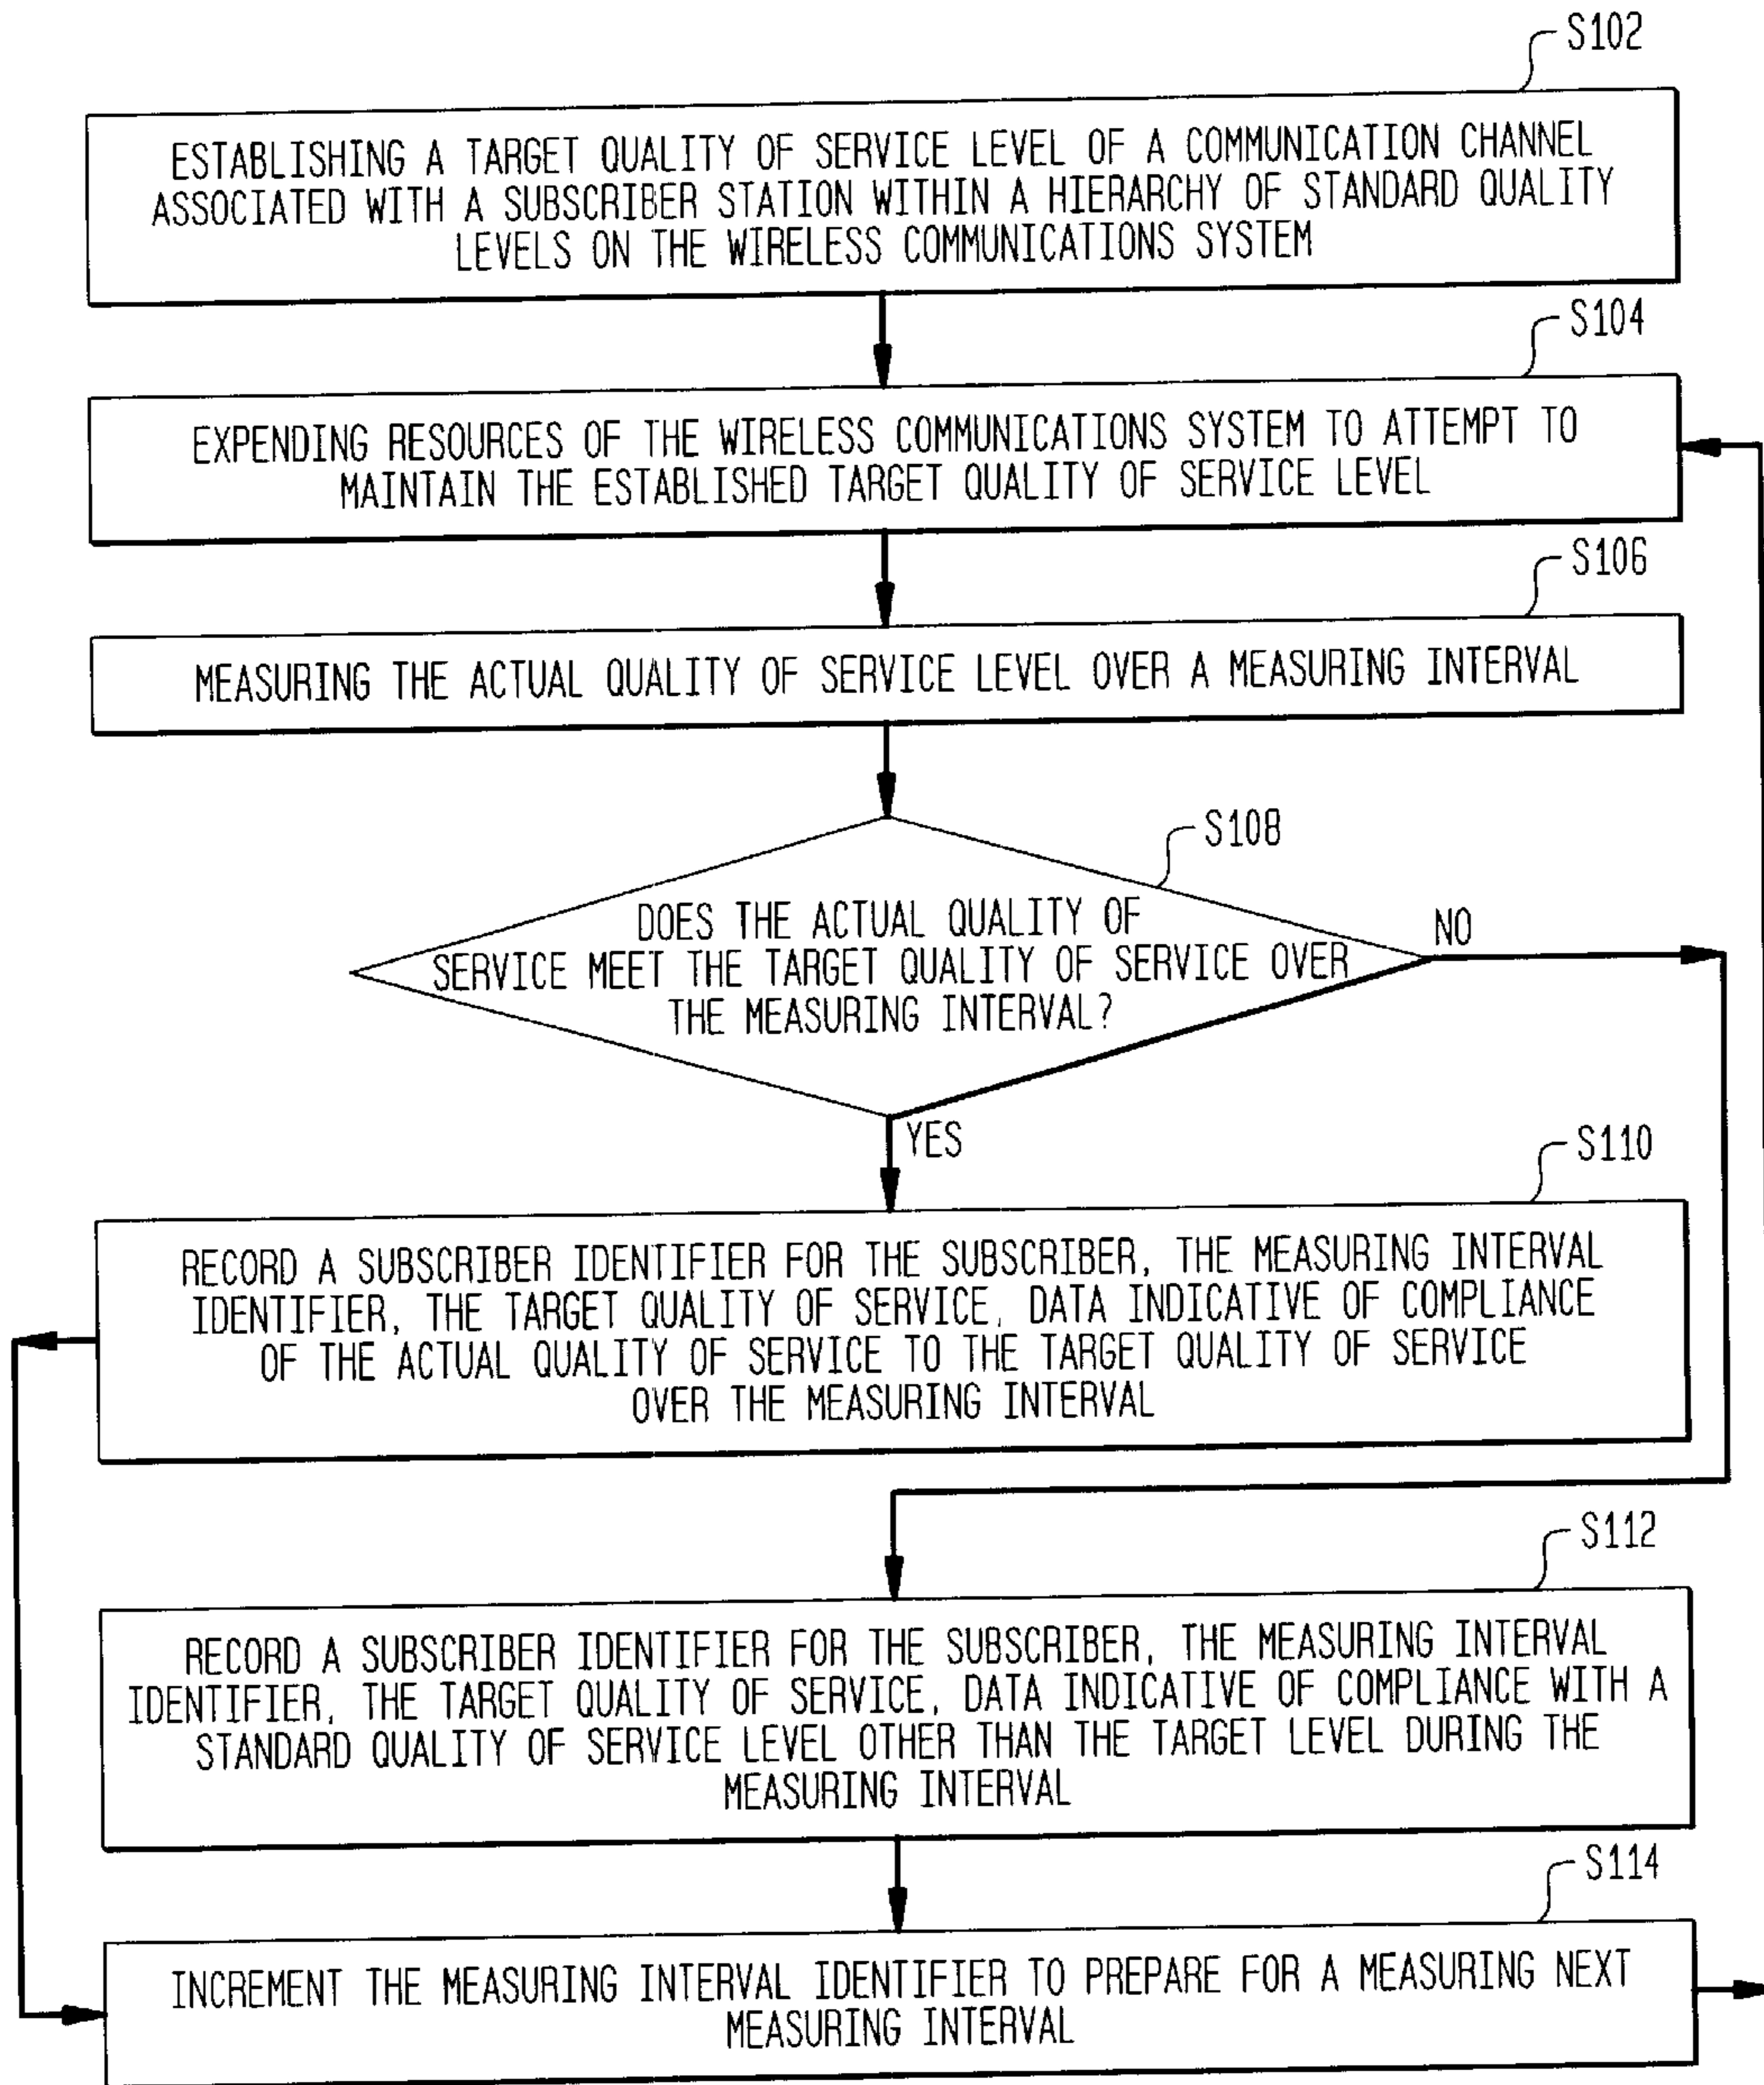 S102
ESTABLISHING A TARGET QUALITY OF SERVICE LEVEL OF A COMMUNICATION CHANNEL
ASSOCIATED WITH A SUBSCRIBER STATION WITHIN A HIERARCHY OF STANDARD QUALITY
LEVELS ON THE WIRELESS COMMUNICATIONS SYSTEM
S104
EXPENDING RESOURCES OF THE WIRELESS COMMUNICATIONS SYSTEM TO ATTEMPT TO
MAINTAIN THE ESTABLISHED TARGET QUALITY OF SERVICE LEVEL
S106
MEASURING THE ACTUAL QUALITY OF SERVICE LEVEL OVER A MEASURING INTERVAL
S108
DOES THE ACTUAL QUALITY OF
SERVICE MEET THE TARGET QUALITY OF SERVICE OVER
THE MEASURING INTERVAL?
NO
YES
S110
RECORD A SUBSCRIBER IDENTIFIER FOR THE SUBSCRIBER, THE MEASURING INTERVAL
IDENTIFIER, THE TARGET QUALITY OF SERVICE, DATA INDICATIVE OF COMPLIANCE
OF THE ACTUAL QUALITY OF SERVICE TO THE TARGET QUALITY OF SERVICE
OVER THE MEASURING INTERVAL
S112
RECORD A SUBSCRIBER IDENTIFIER FOR THE SUBSCRIBER, THE MEASURING INTERVAL
IDENTIFIER, THE TARGET QUALITY OF SERVICE, DATA INDICATIVE OF COMPLIANCE WITH A
STANDARD QUALITY OF SERVICE LEVEL OTHER THAN THE TARGET LEVEL DURING THE
MEASURING INTERVAL
S114
INCREMENT THE MEASURING INTERVAL IDENTIFIER TO PREPARE FOR A MEASURING NEXT
MEASURING INTERVAL